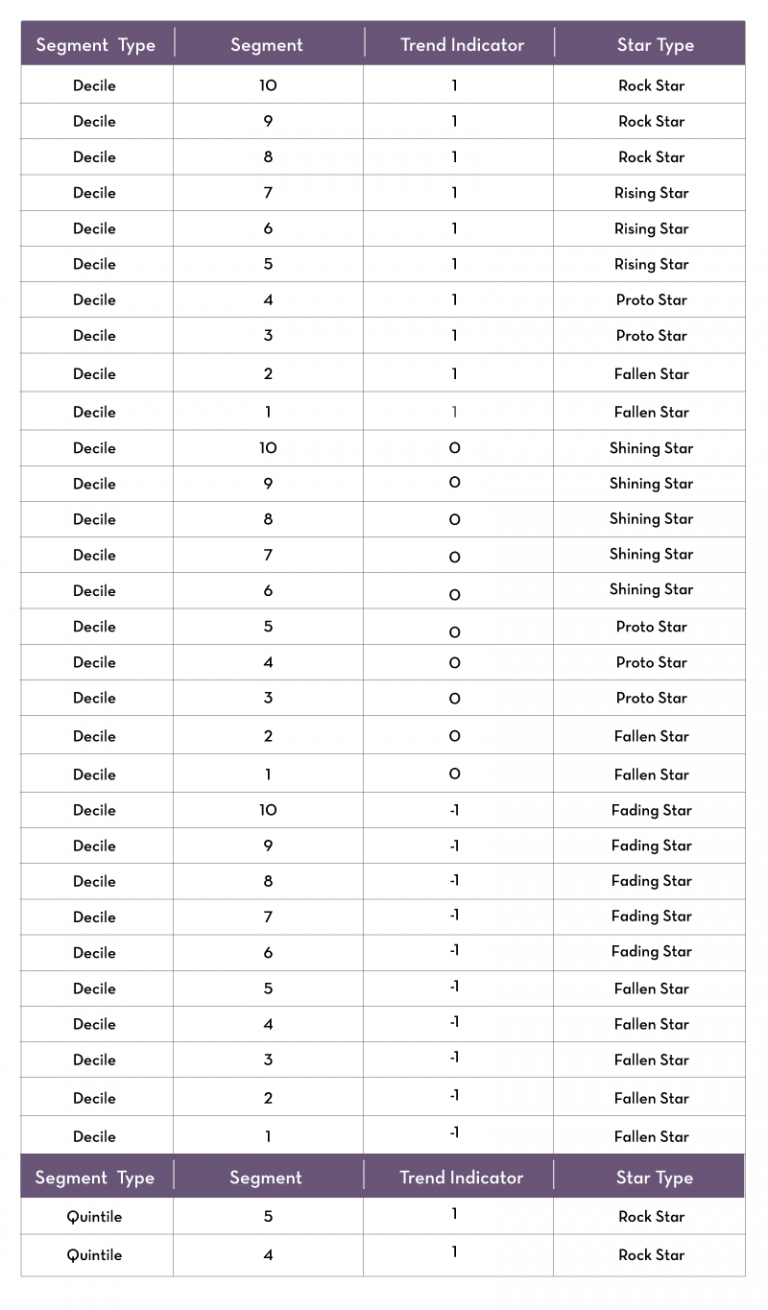 Segment Type Segment Trend Indicator Star Type
Decile 10 1 Rock Star
Decile 9 1 Rock Star
Decile 8 1 Rock Star
Decile 7 1 Rising Star
Decile 6 1 Rising Star
Decile 5 1 Rising Star
Decile 4 1 Proto Star
Decile 3 1 Proto Star
Decile 2 1 Fallen Star
Decile 1 1 Fallen Star
Decile 10 0 Shining Star
Decile 9 0 Shining Star
Decile 8 0 Shining Star
Decile 7 0 Shining Star
Decile 6 0 Shining Star
Decile 5 0 Proto Star
Decile 4 0 Proto Star
Decile 3 0 Proto Star
Decile 2 0 Fallen Star
Decile 1 0 Fallen Star
Decile 10 -1 Fading Star
Decile 9 -1 Fading Star
Decile 8 -1 Fading Star
Decile 7 -1 Fading Star
Decile 6 -1 Fading Star
Decile 5 -1 Fallen Star
Decile 4 -1 Fallen Star
Decile 3 -1 Fallen Star
Decile 2 -1 Fallen Star
Decile 1 -1 Fallen Star
Segment Type Segment Trend Indicator Star Type
Quintile 5 1 Rock Star
Quintile 4 1 Rock Star